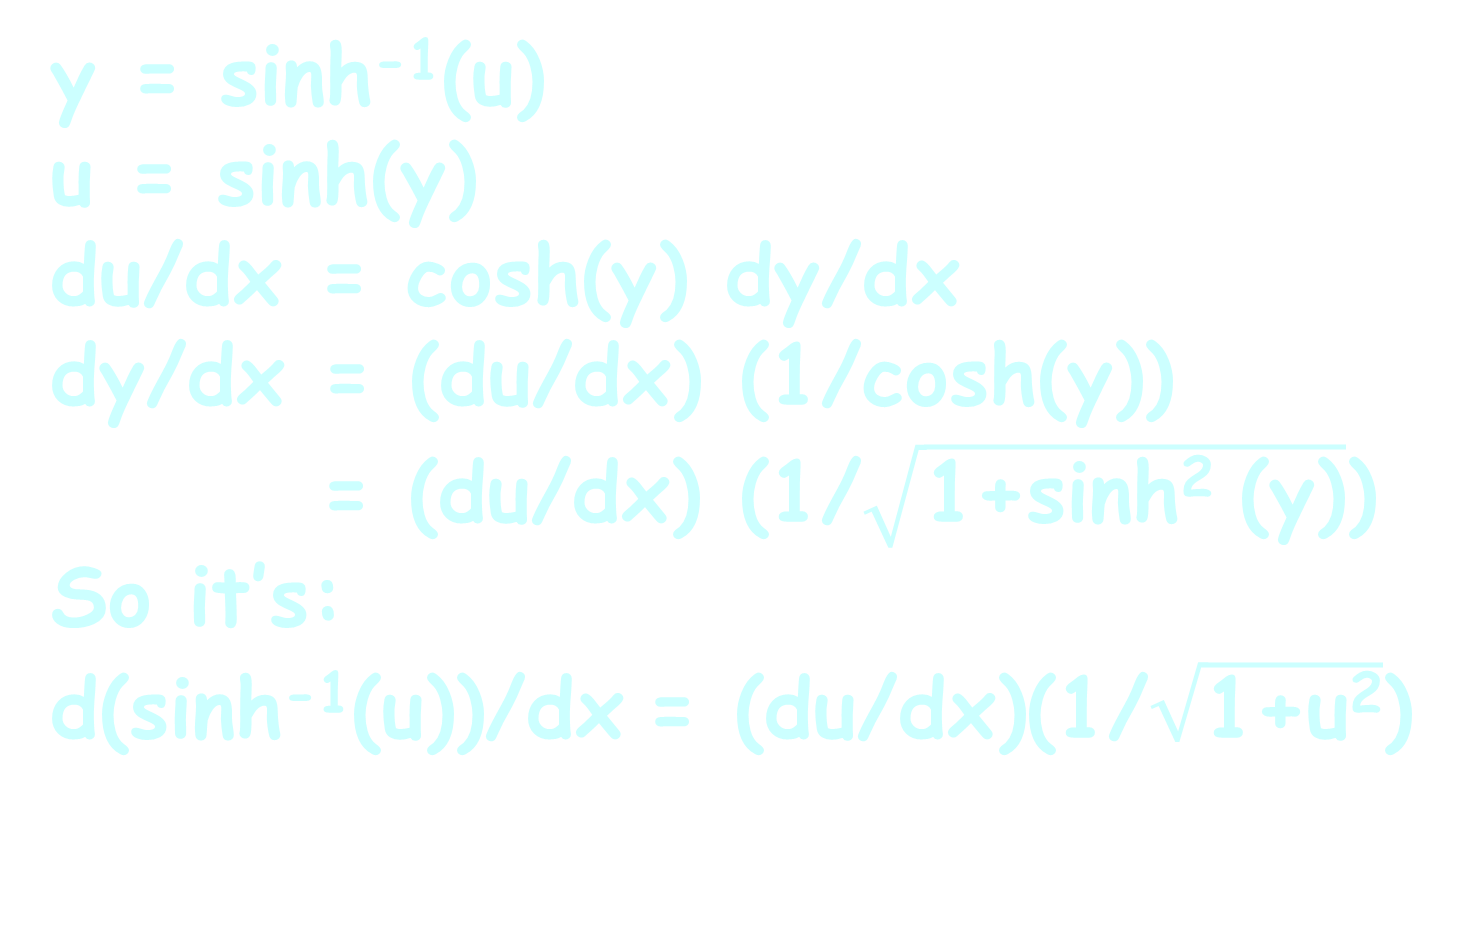 y = sinh⁻¹(u)
u = sinh(y)
du/dx = cosh(y) dy/dx
dy/dx = (du/dx) (1/cosh(y))
= (du/dx) (1/√1+sinh² (y))
So it's:
d(sinh⁻¹(u))/dx = (du/dx)(1/√1+u²)